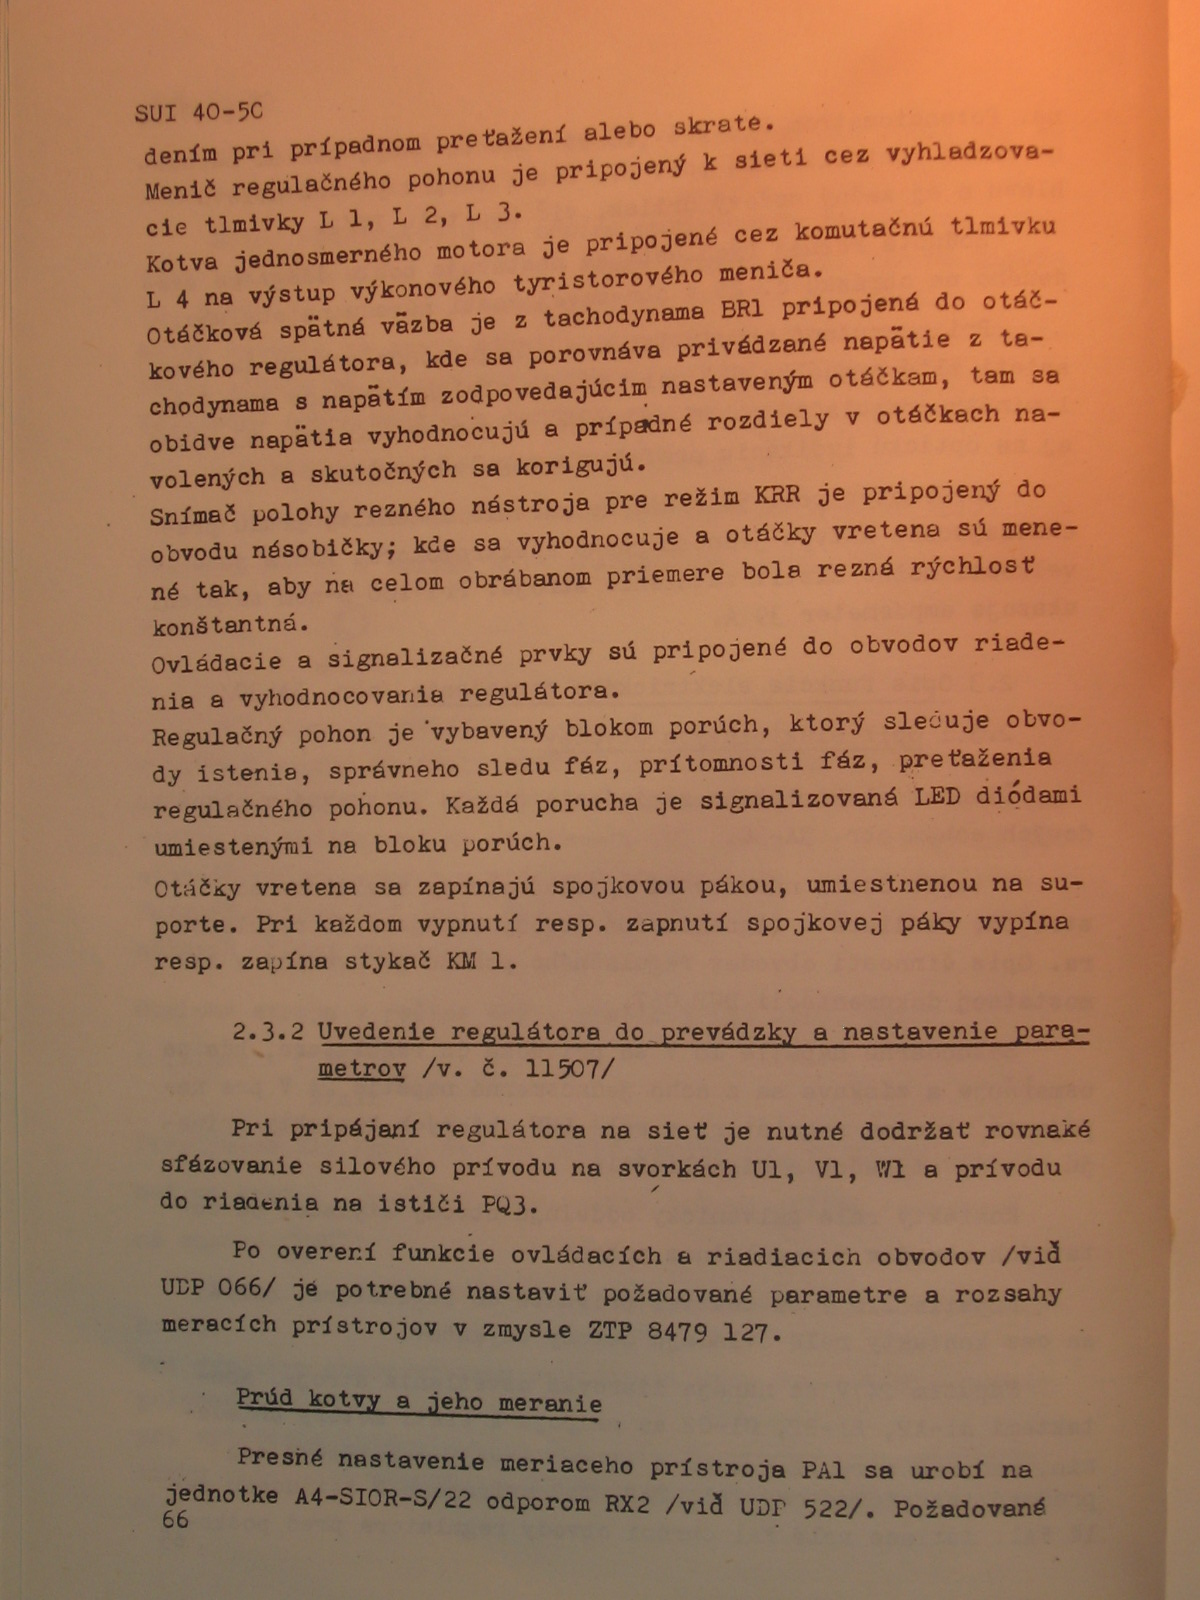 SUI 40-5C
dením pri prípadnom preťažení alebo skrate.
Menič regulačného pohonu je pripojený k sieti cez vyhladzova-
cie tlmivky L 1, L 2, L 3.
Kotva jednosmerného motora je pripojené cez komutačnú tlmivku
L 4 na výstup výkonového tyristorového meniča.
Otáčková spätná väzba je z tachodynama BR1 pripojená do otáč-
kového regulátora, kde sa porovnáva privádzané napätie z ta-
chodynama s napätím zodpovedajúcim nastaveným otáčkam, tam sa
obidve napätia vyhodnocujú a prípadné rozdiely v otáčkach na-
volených a skutočných sa korigujú.
Snímač polohy rezného nástroja pre režim KRR je pripojený do
obvodu násobičky; kde sa vyhodnocuje a otáčky vretena sú mene-
né tak, aby na celom obrábanom priemere bola rezná rýchlosť
konštantná.
Ovládacie a signalizačné prvky sú pripojené do obvodov riade-
nia a vyhodnocovania regulátora.
Regulačný pohon je vybavený blokom porúch, ktorý sleduje obvo-
dy istenia, správneho sledu fáz, prítomnosti fáz, preťaženia
regulačného pohonu. Každá porucha je signalizovaná LED diódami
umiestenými na bloku porúch.
Otáčky vretena sa zapínajú spojkovou pákou, umiestnenou na su-
porte. Pri každom vypnutí resp. zapnutí spojkovej páky vypína
resp. zapína stykač KM 1.
2.3.2 Uvedenie regulátora do prevádzky a nastavenie para-
metrov /v. č. 11507/
Pri pripájaní regulátora na sieť je nutné dodržať rovnaké
sfázovanie silového prívodu na svorkách U1, V1, W1 a prívodu
do riadenia na ističi PQ3.
Po overení funkcie ovládacích a riadiacich obvodov /viď
UDP 066/ je potrebné nastaviť požadované parametre a rozsahy
meracích prístrojov v zmysle ZTP 8479 127.
Prúd kotvy a jeho meranie
Presné nastavenie meriaceho prístroja PA1 sa urobí na
jednotke A4-SIOR-S/22 odporom RX2 /viď UDP 522/. Požadované
66